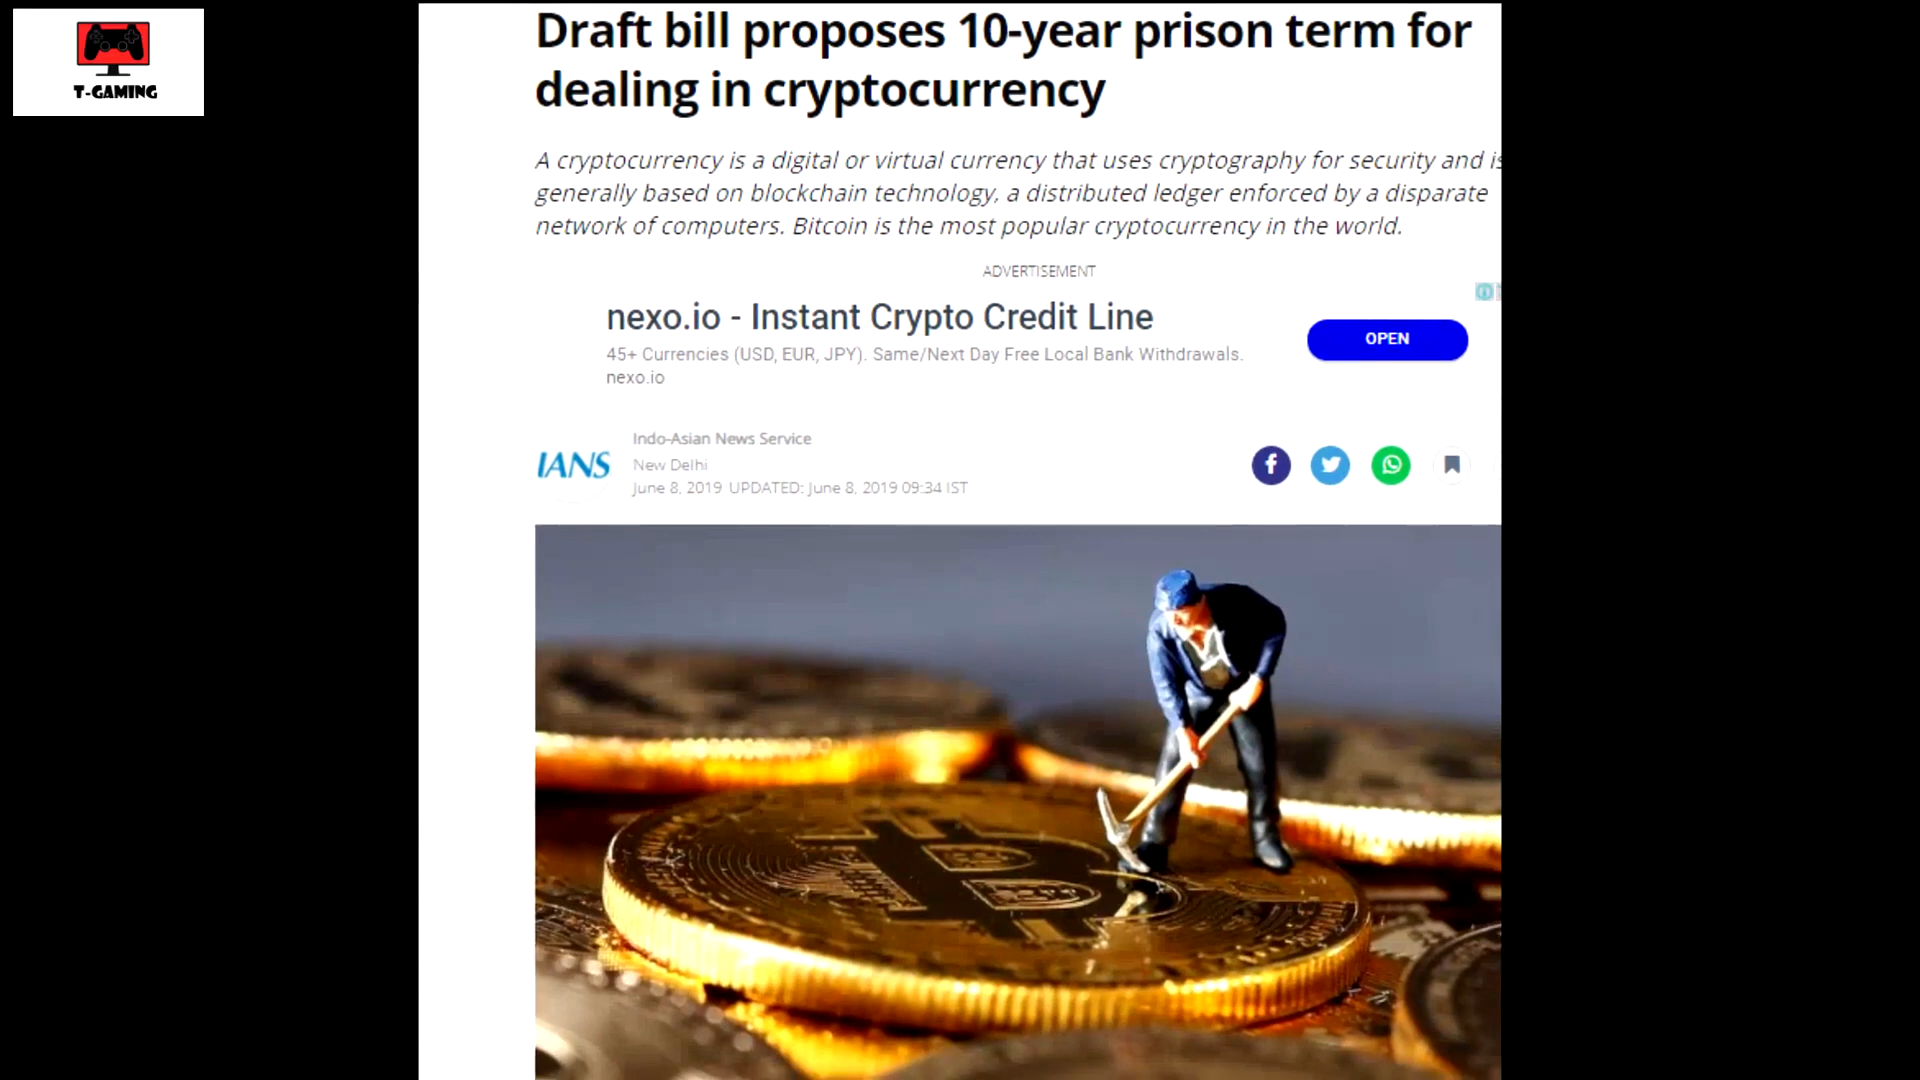 T-GAMING
Draft bill proposes 10-year prison term for
dealing in cryptocurrency
A cryptocurrency is a digital or virtual currency that uses cryptography for security and is
generally based on blockchain technology, a distributed ledger enforced by a disparate
network of computers. Bitcoin is the most popular cryptocurrency in the world.
ADVERTISEMENT
nexo.io - Instant Crypto Credit Line
45+ Currencies (USD, EUR, JPY). Same/Next Day Free Local Bank Withdrawals.
nexo.io
OPEN
IANS
Indo-Asian News Service
New Delhi
June 8, 2019 UPDATED: June 8, 2019 09:34 IST